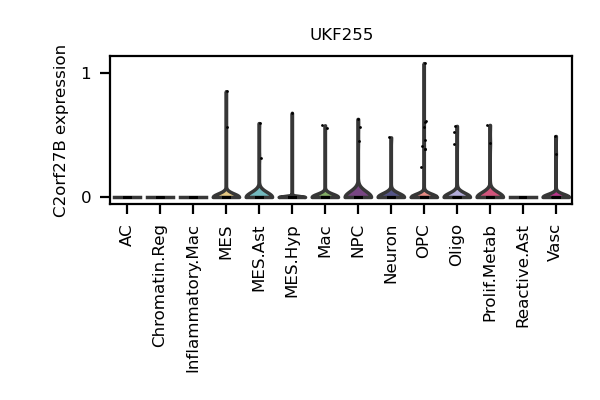 UKF255
C2orf27B expression
1
0
AC
Chromatin.Reg
Inflammatory.Mac
MES
MES.Ast
MES.Hyp
Mac
NPC
Neuron
OPC
Oligo
Prolif.Metab
Reactive.Ast
Vasc